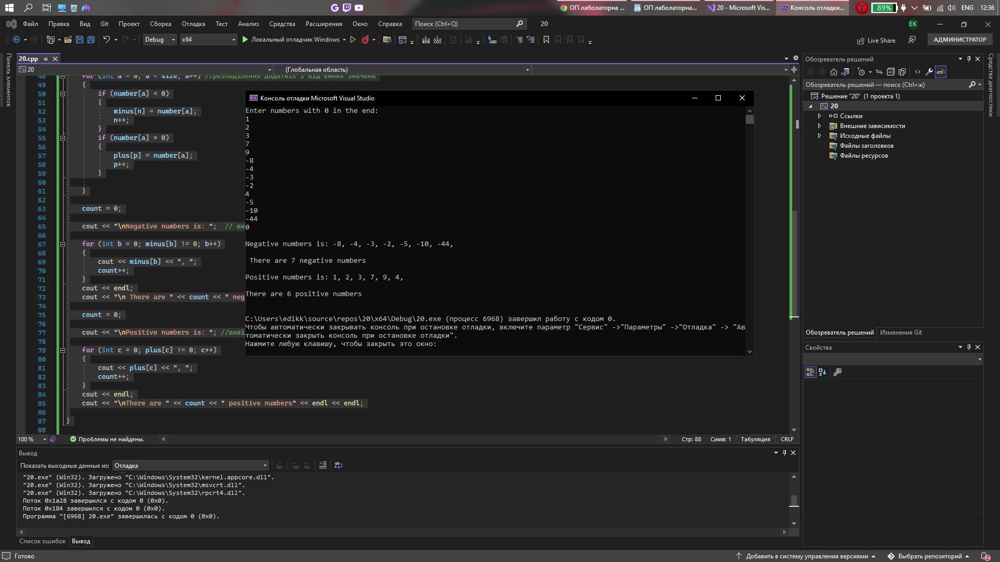 ОП лаболаторна ...
ОП лаболаторна...
20 - Microsoft Vis...
Консоль отладки...
89%
ENG
12:36
Файл Правка Вид Git Проект Сборка Отладка Тест Анализ Средства Расширения Окно Справка
Поиск (Ctrl+Q)
20
EK
Debug
x64
Локальный отладчик Windows
Live Share
АДМИНИСТРАТОР
Панель элементов
20.cpp
20
(Глобальная область)
48 for (int a = 0; a < size; a++) //розподілення додатніх і від'ємних значень
49 {
50 if (number[a] < 0)
51 {
52 minus[n] = number[a];
53 n++;
54 }
55 if (number[a] > 0)
56 {
57 plus[p] = number[a];
58 p++;
59 }
60
61 }
62
63 count = 0;
64
65 cout << "\nNegative numbers is: "; // ви
66
67 for (int b = 0; minus[b] != 0; b++)
68 {
69 cout << minus[b] << ", ";
70 count++;
71 }
72 cout << endl;
73 cout << "\n There are " << count << " neg
74
75 count = 0;
76
77 cout << "\nPositive numbers is: "; //виві
78
79 for (int c = 0; plus[c] != 0; c++)
80 {
81 cout << plus[c] << ", ";
82 count++;
83 }
84 cout << endl;
85 cout << "\nThere are " << count << " positive numbers" << endl << endl;
86
87 }
88
Консоль отладки Microsoft Visual Studio
Enter numbers with 0 in the end:
1
2
3
7
9
-8
-4
-3
-2
4
-5
-10
-44
0
Negative numbers is: -8, -4, -3, -2, -5, -10, -44,
There are 7 negative numbers
Positive numbers is: 1, 2, 3, 7, 9, 4,
There are 6 positive numbers
C:\Users\edikk\source\repos\20\x64\Debug\20.exe (процесс 6968) завершил работу с кодом 0.
Чтобы автоматически закрывать консоль при остановке отладки, включите параметр "Сервис" ->"Параметры" ->"Отладка" -> "Ав
томатически закрыть консоль при остановке отладки".
Нажмите любую клавишу, чтобы закрыть это окно:
100 %
Проблемы не найдены.
Стр: 88 Симв: 1 Табуляция CRLF
Вывод
Показать выходные данные из: Отладка
"20.exe" (Win32). Загружено "C:\Windows\System32\kernel.appcore.dll".
"20.exe" (Win32). Загружено "C:\Windows\System32\msvcrt.dll".
"20.exe" (Win32). Загружено "C:\Windows\System32\rpcrt4.dll".
Поток 0x1a28 завершился с кодом 0 (0x0).
Поток 0x184 завершился с кодом 0 (0x0).
Программа "[6968] 20.exe" завершилась с кодом 0 (0x0).
Список ошибок Вывод
Обозреватель решений
Обозреватель решений — поиск (Ctrl+ж)
Решение "20" (1 проекта 1)
20
Ссылки
Внешние зависимости
Исходные файлы
Файлы заголовков
Файлы ресурсов
Обозреватель решений Изменения Git
Свойства
Средства диагностики
Готово
Добавить в систему управления версиями
Выбрать репозиторий
2